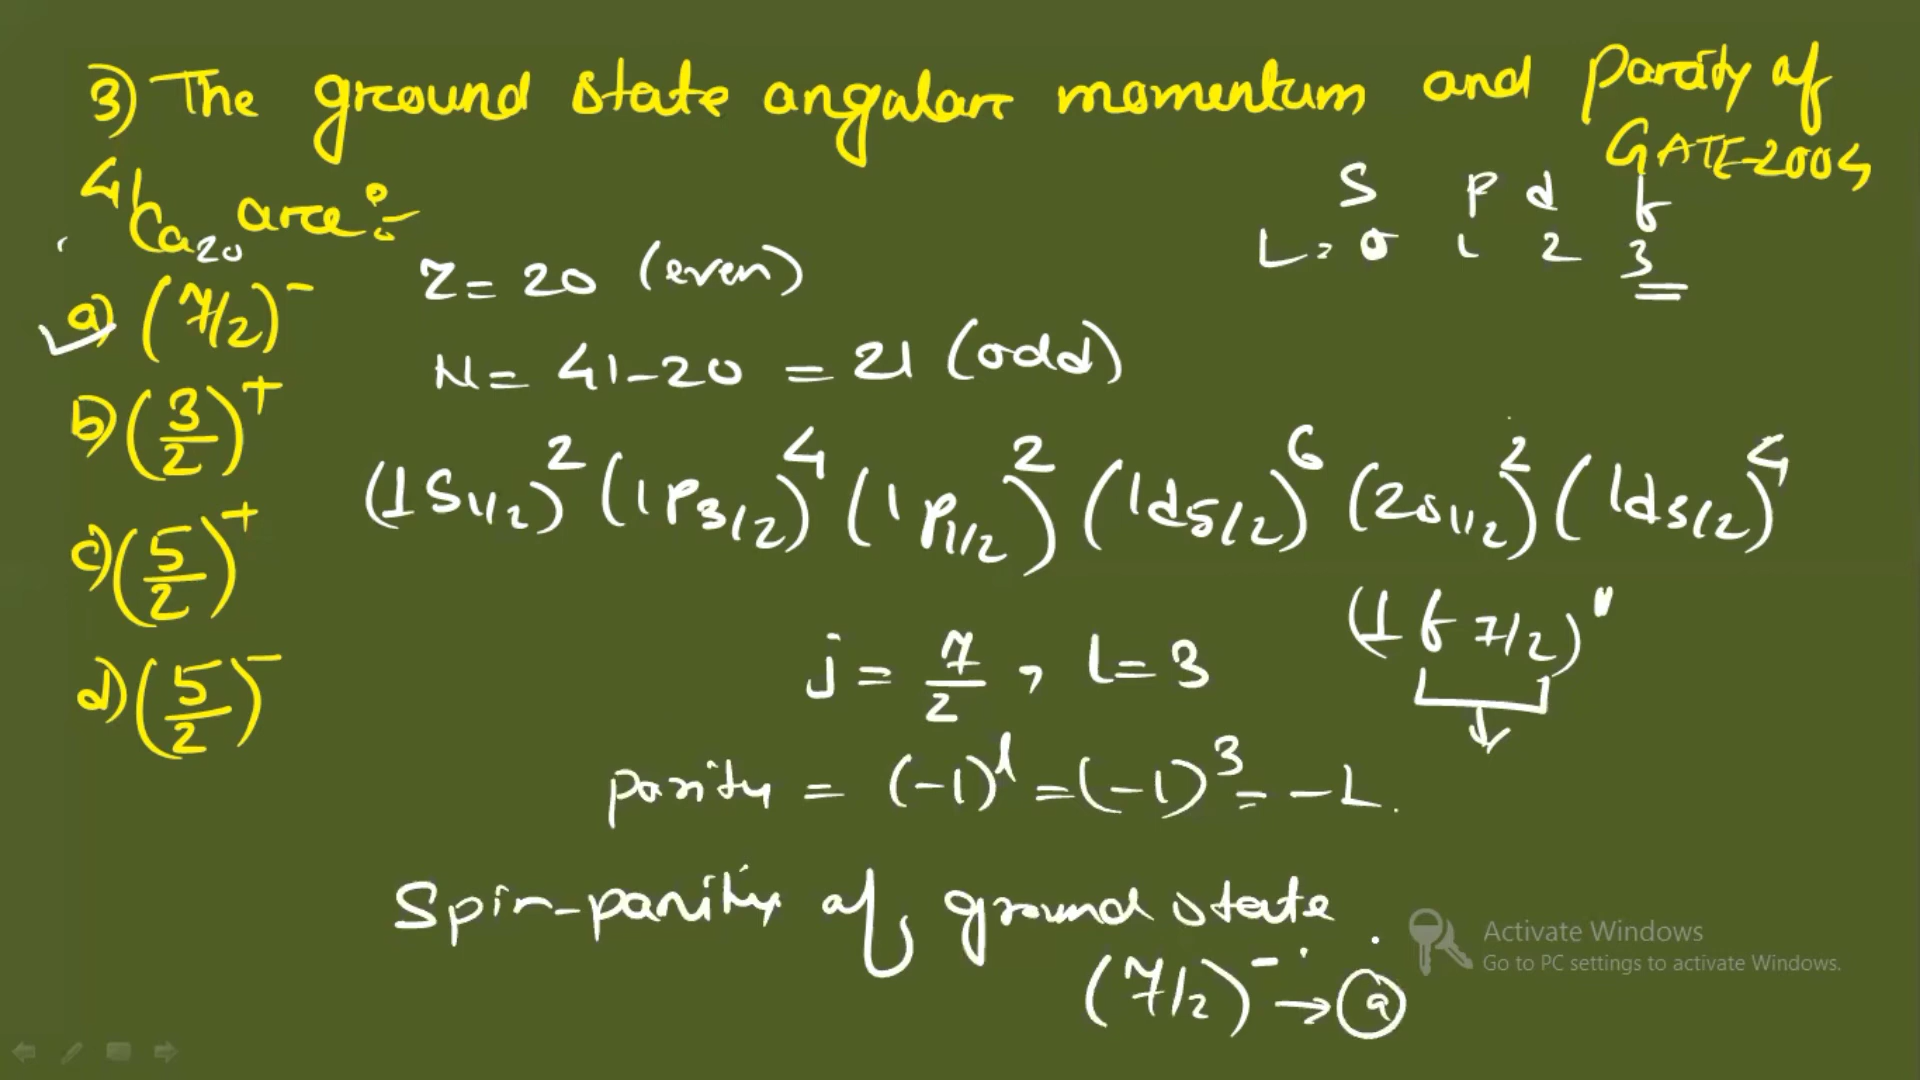 3) The ground state angular momentum and parity of
GATE-2004
⁴¹Ca₂₀ are:-
S P d f
L= 0 1 2 3
Z= 20 (even)
a) (7/2)⁻
N= 41-20 = 21 (odd)
b) (3/2)⁺
(1S1/2)² (1P3/2)⁴ (1P1/2)² (1d5/2)⁶ (2S1/2)² (1d3/2)⁴
c) (5/2)⁺
(1f7/2)¹
d) (5/2)⁻
j= 7/2, l=3
parity = (-1)ˡ =(-1)³= -1.
Spin-parity of ground state
(7/2)⁻ → a
Activate Windows
Go to PC settings to activate Windows.